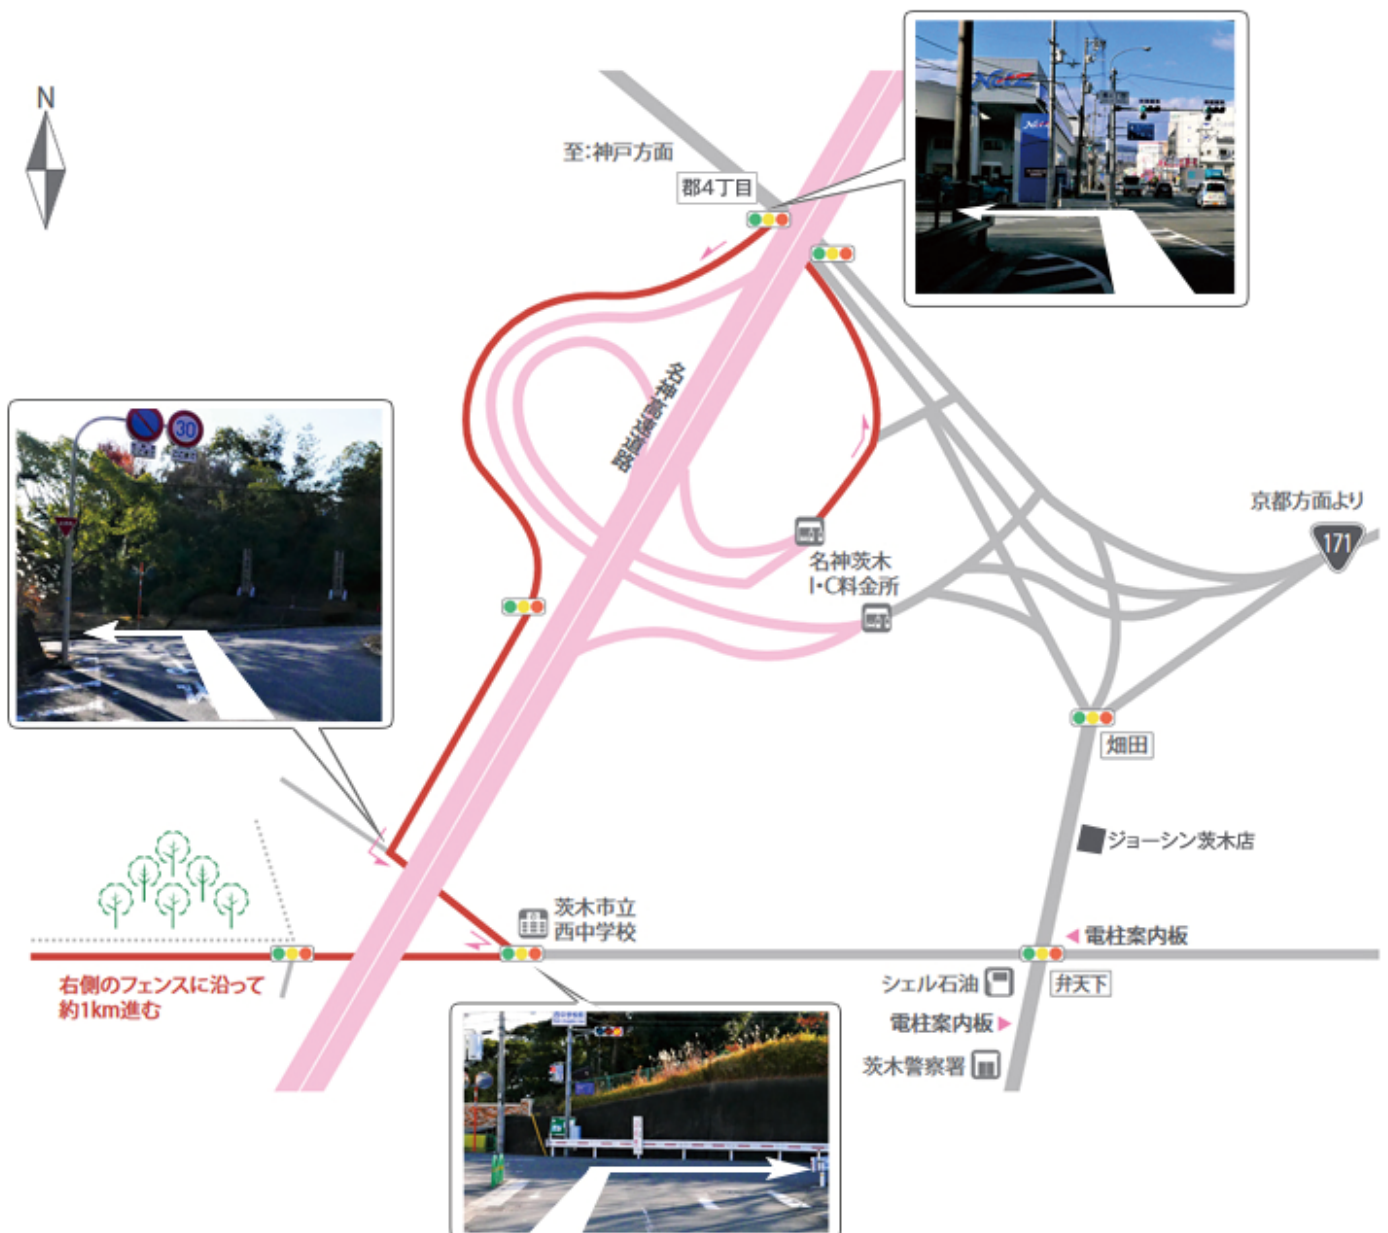 N
至:神戸方面
郡4丁目
名神高速道路
30
京都方面より
171
名神茨木
I・C料金所
畑田
ジョーシン茨木店
茨木市立
西中学校
電柱案内板
右側のフェンスに沿って
約1km進む
シェル石油
弁天下
電柱案内板
茨木警察署